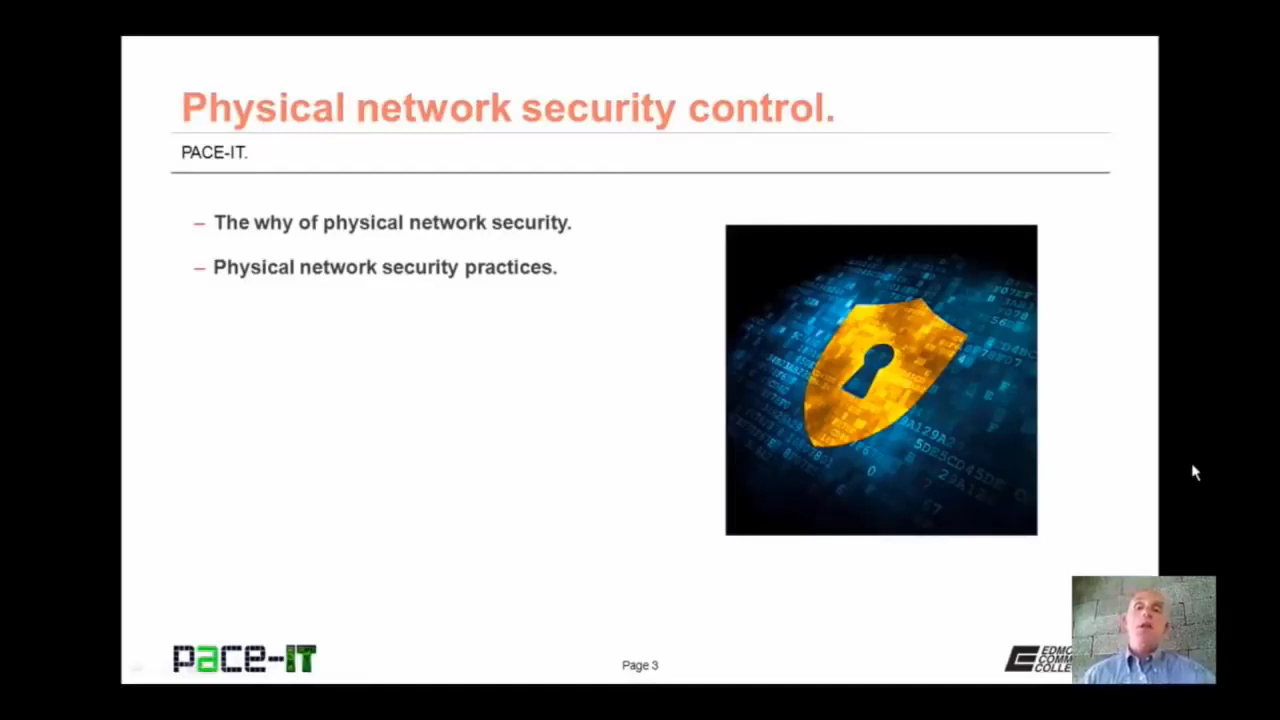 Physical network security control.
PACE-IT.
– The why of physical network security.
– Physical network security practices.
pace-IT
Page 3